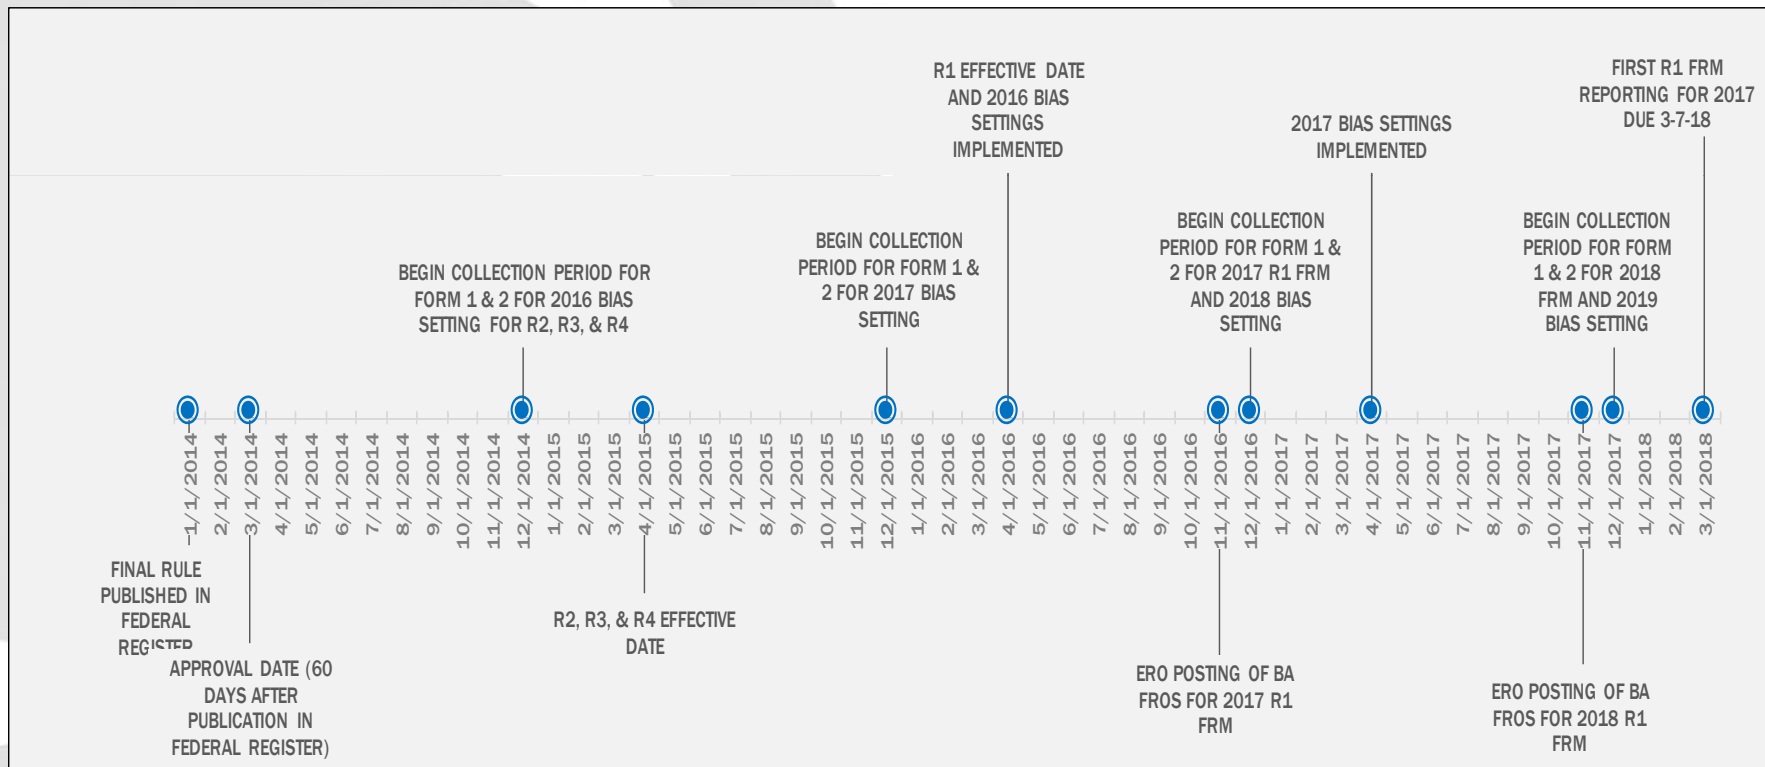 R1 EFFECTIVE DATE
AND 2016 BIAS
SETTINGS
IMPLEMENTED
2017 BIAS SETTINGS
IMPLEMENTED
FIRST R1 FRM
REPORTING FOR 2017
DUE 3-7-18
BEGIN COLLECTION PERIOD FOR
FORM 1 & 2 FOR 2016 BIAS
SETTING FOR R2, R3, & R4
BEGIN COLLECTION
PERIOD FOR FORM 1 &
2 FOR 2017 BIAS
SETTING
BEGIN COLLECTION
PERIOD FOR FORM 1 &
2 FOR 2017 R1 FRM
AND 2018 BIAS
SETTING
BEGIN COLLECTION
PERIOD FOR FORM
1 & 2 FOR 2018
FRM AND 2019
BIAS SETTING
1/1/2014
2/1/2014
3/1/2014
4/1/2014
5/1/2014
6/1/2014
7/1/2014
8/1/2014
9/1/2014
10/1/2014
11/1/2014
12/1/2014
1/1/2015
2/1/2015
3/1/2015
4/1/2015
5/1/2015
6/1/2015
7/1/2015
8/1/2015
9/1/2015
10/1/2015
11/1/2015
12/1/2015
1/1/2016
2/1/2016
3/1/2016
4/1/2016
5/1/2016
6/1/2016
7/1/2016
8/1/2016
9/1/2016
10/1/2016
11/1/2016
12/1/2016
1/1/2017
2/1/2017
3/1/2017
4/1/2017
5/1/2017
6/1/2017
7/1/2017
8/1/2017
9/1/2017
10/1/2017
11/1/2017
12/1/2017
1/1/2018
2/1/2018
3/1/2018
FINAL RULE
PUBLISHED IN
FEDERAL
REGISTER
APPROVAL DATE (60
DAYS AFTER
PUBLICATION IN
FEDERAL REGISTER)
R2, R3, & R4 EFFECTIVE
DATE
ERO POSTING OF BA
FROS FOR 2017 R1
FRM
ERO POSTING OF BA
FROS FOR 2018 R1
FRM